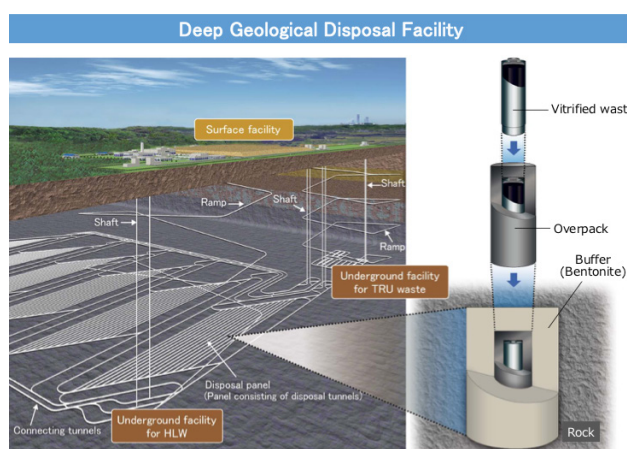 Deep Geological Disposal Facility
Surface facility
Vitrified wast
Shaft
Ramp
Shaft
Shaft
Overpack
Ramp
Buffer
(Bentonite)
Underground facility
for TRU waste
Disposal panel
(Panel consisting of disposal tunnels)
Connecting tunnels
Underground facility
for HLW
Rock